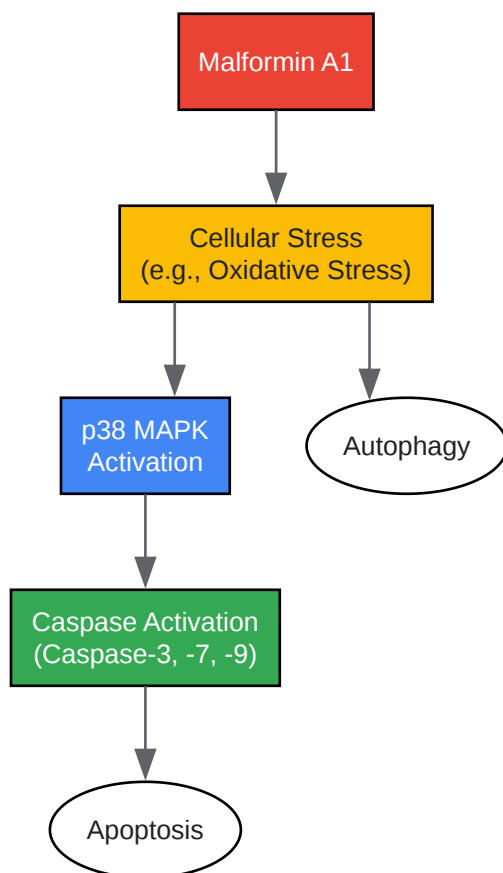 Malformin A1
Cellular Stress
(e.g., Oxidative Stress)
p38 MAPK
Activation
Autophagy
Caspase Activation
(Caspase-3, -7, -9)
Apoptosis